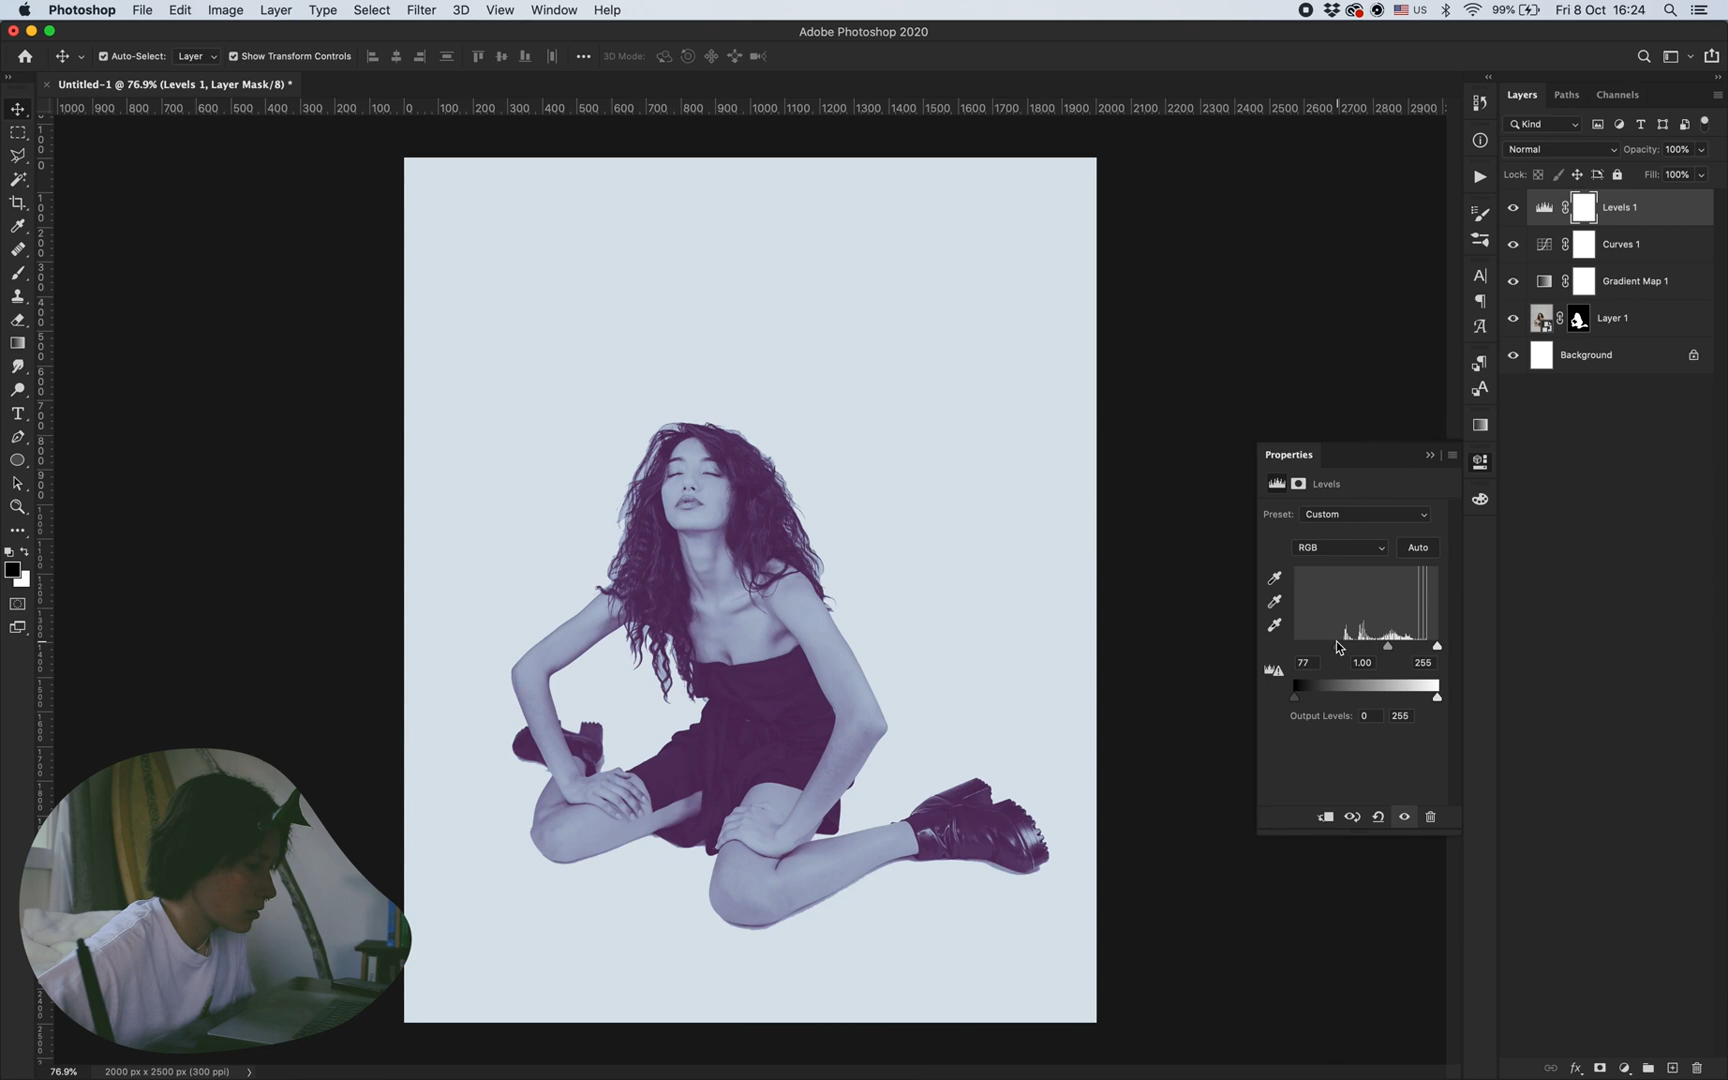 Photoshop File Edit Image Layer Type Select Filter 3D View Window Help US 99% Fri 8 Oct 16:24
Adobe Photoshop 2020
Auto-Select: Layer Show Transform Controls 3D Mode:
Untitled-1 @ 76.9% (Levels 1, Layer Mask/8) *
1000 900 800 700 600 500 400 300 200 100 0 100 200 300 400 500 600 700 800 900 1000 1100 1200 1300 1400 1500 1600 1700 1800 1900 2000 2100 2200 2300 2400 2500 2600 2700 2800 2900
Layers Paths Channels
Kind
Normal Opacity: 100%
Lock: Fill: 100%
Levels 1
Curves 1
Gradient Map 1
Layer 1
Background
Properties
Levels
Preset: Custom
RGB Auto
77 1.00 255
Output Levels: 0 255
76.9% 2000 px x 2500 px (300 ppi)